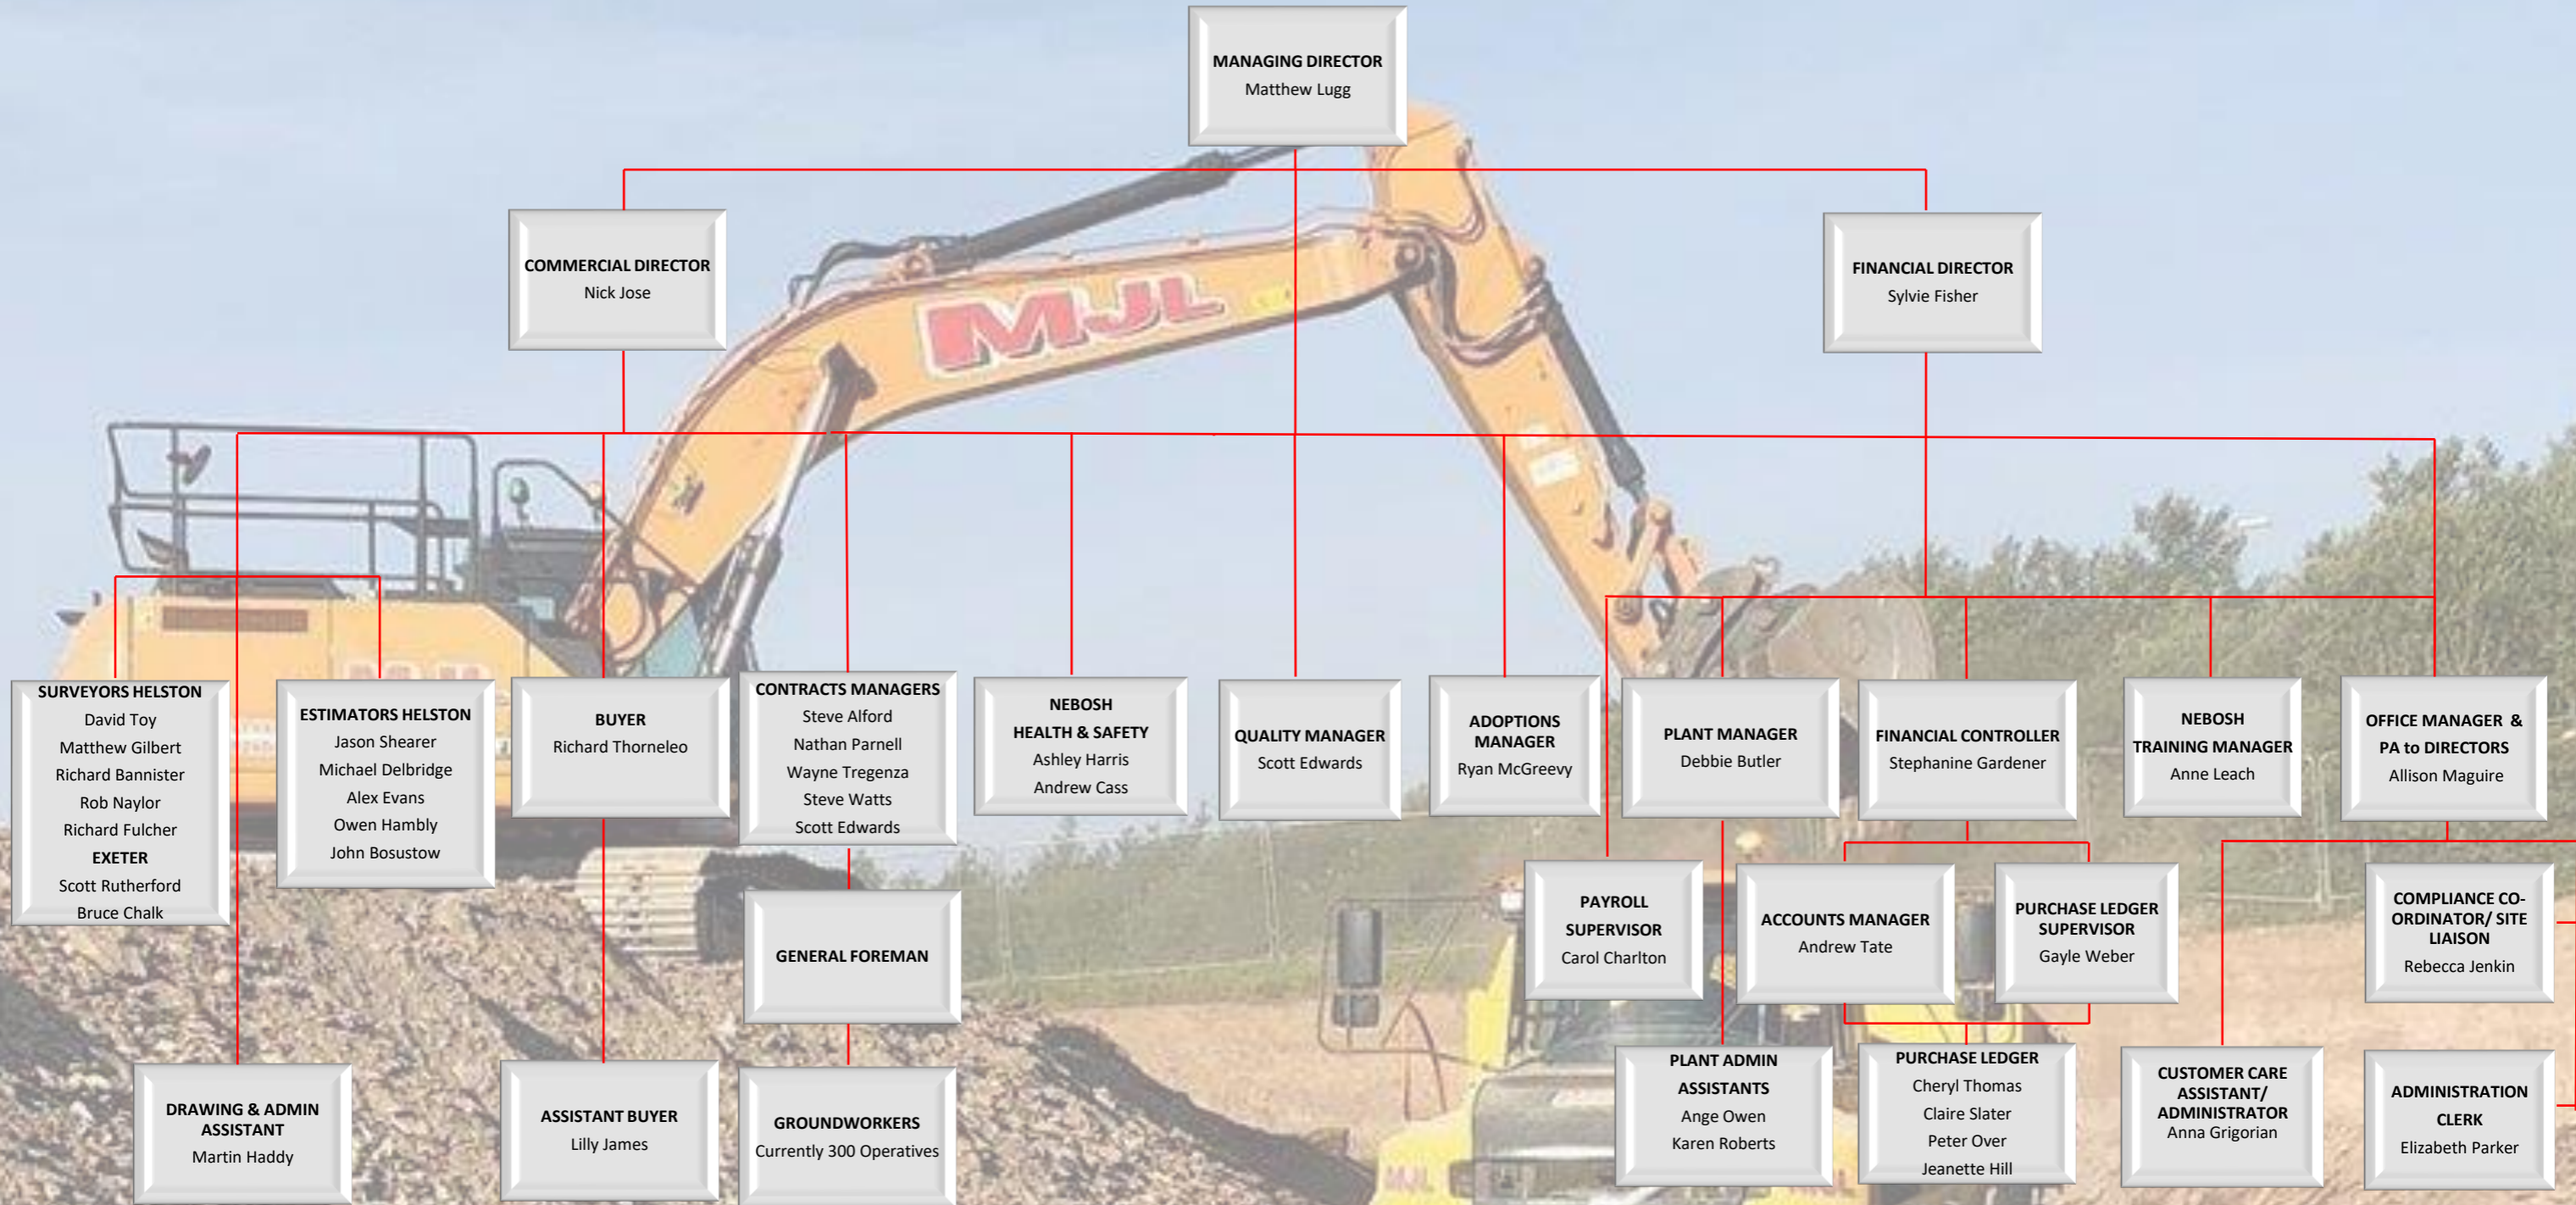 MANAGING DIRECTOR
Matthew Lugg
COMMERCIAL DIRECTOR
Nick Jose
FINANCIAL DIRECTOR
Sylvie Fisher
MJL
SURVEYORS HELSTON
David Toy
Matthew Gilbert
Richard Bannister
Rob Naylor
Richard Fulcher
EXETER
Scott Rutherford
Bruce Chalk
ESTIMATORS HELSTON
Jason Shearer
Michael Delbridge
Alex Evans
Owen Hambly
John Bosustow
BUYER
Richard Thorneleo
CONTRACTS MANAGERS
Steve Alford
Nathan Parnell
Wayne Tregenza
Steve Watts
Scott Edwards
NEBOSH
HEALTH & SAFETY
Ashley Harris
Andrew Cass
QUALITY MANAGER
Scott Edwards
ADOPTIONS
MANAGER
Ryan McGreevy
PLANT MANAGER
Debbie Butler
FINANCIAL CONTROLLER
Stephanine Gardener
NEBOSH
TRAINING MANAGER
Anne Leach
OFFICE MANAGER &
PA to DIRECTORS
Allison Maguire
GENERAL FOREMAN
PAYROLL
SUPERVISOR
Carol Charlton
ACCOUNTS MANAGER
Andrew Tate
PURCHASE LEDGER
SUPERVISOR
Gayle Weber
COMPLIANCE CO-
ORDINATOR/ SITE
LIAISON
Rebecca Jenkin
DRAWING & ADMIN
ASSISTANT
Martin Haddy
ASSISTANT BUYER
Lilly James
GROUNDWORKERS
Currently 300 Operatives
PLANT ADMIN
ASSISTANTS
Ange Owen
Karen Roberts
PURCHASE LEDGER
Cheryl Thomas
Claire Slater
Peter Over
Jeanette Hill
CUSTOMER CARE
ASSISTANT/
ADMINISTRATOR
Anna Grigorian
ADMINISTRATION
CLERK
Elizabeth Parker
MJL